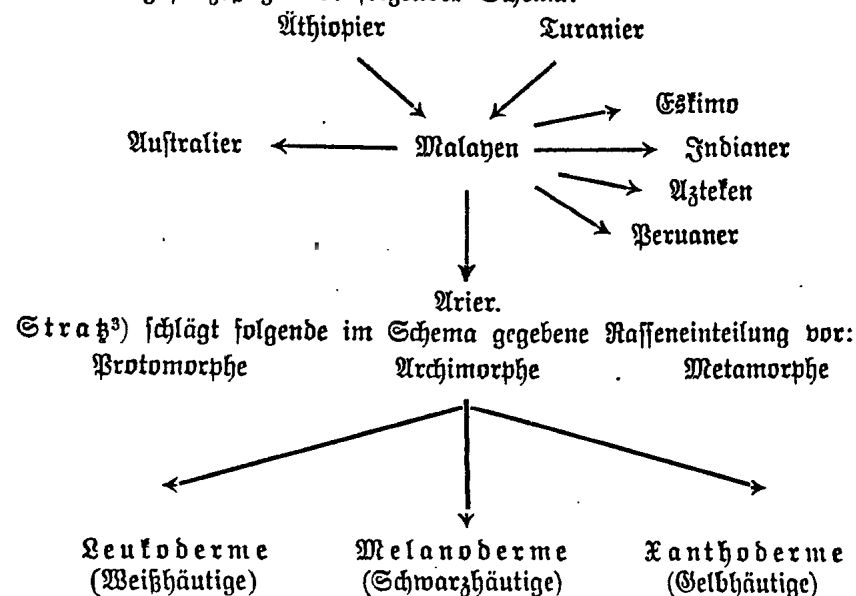 Äthiopier Turanier
Eskimo
Australier Malayen Indianer
Azteken
Peruaner
Arier.
Straß³) schlägt folgende im Schema gegebene Rasseneinteilung vor:
Protomorphe Archimorphe Metamorphe
Leukoderme Melanoderme Xanthoderme
(Weißhäutige) (Schwarzhäutige) (Gelbhäutige)